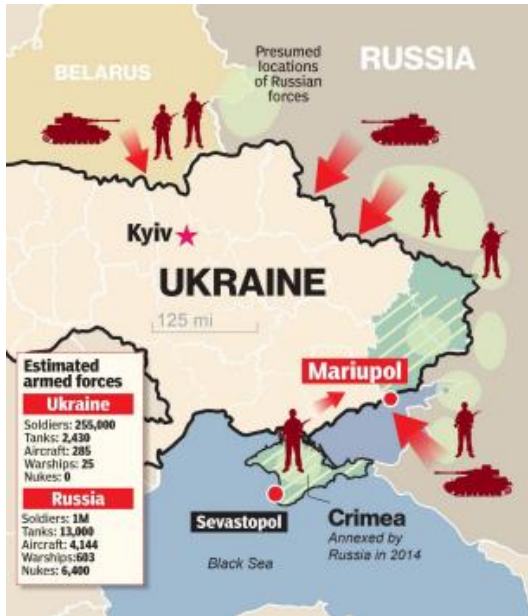 BELARUS
Presumed
locations
of Russian
forces
RUSSIA
Kyiv
UKRAINE
125 mi
Mariupol
Estimated
armed forces
Ukraine
Soldiers: 255,000
Tanks: 2,430
Aircraft: 285
Warships: 25
Nukes: 0
Russia
Soldiers: 1M
Tanks: 13,000
Aircraft: 4,144
Warships:603
Nukes: 6,400
Sevastopol
Crimea
Annexed by
Russia in 2014
Black Sea